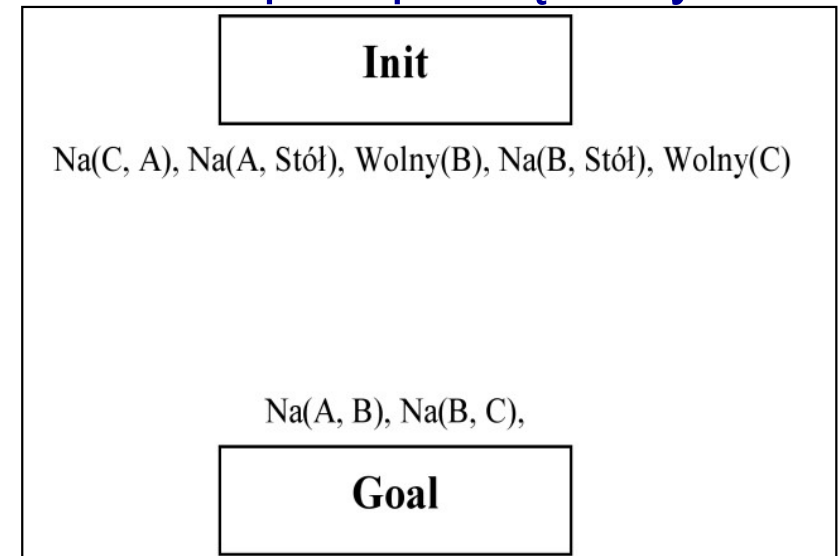 Init
Na(C, A), Na(A, Stół), Wolny(B), Na(B, Stół), Wolny(C)
Na(A, B), Na(B, C),
Goal